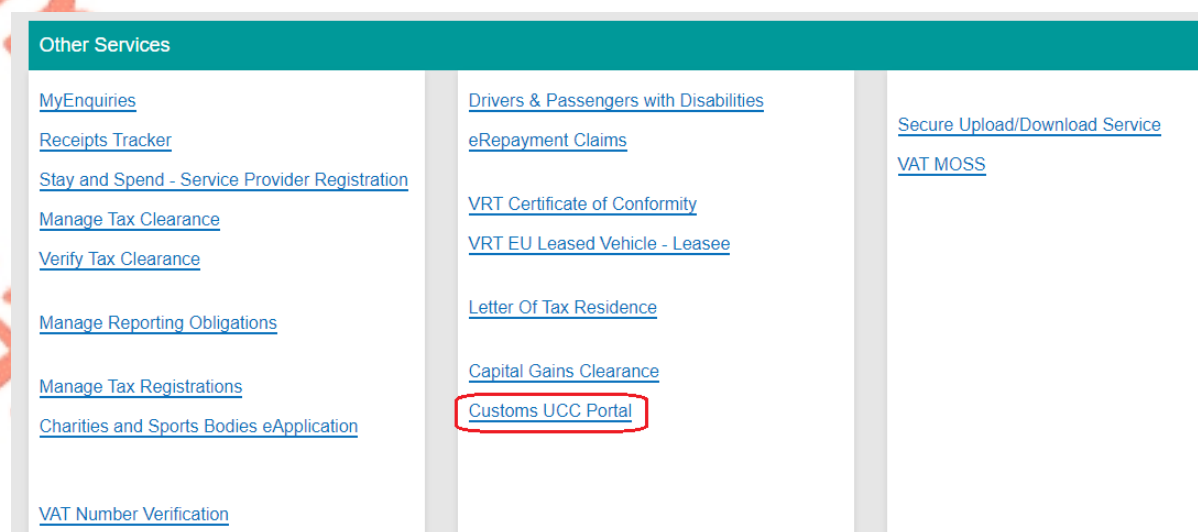 Other Services
MyEnquiries
Receipts Tracker
Stay and Spend - Service Provider Registration
Manage Tax Clearance
Verify Tax Clearance
Manage Reporting Obligations
Manage Tax Registrations
Charities and Sports Bodies eApplication
VAT Number Verification
Drivers & Passengers with Disabilities
eRepayment Claims
VRT Certificate of Conformity
VRT EU Leased Vehicle - Leasee
Letter Of Tax Residence
Capital Gains Clearance
Customs UCC Portal
Secure Upload/Download Service
VAT MOSS